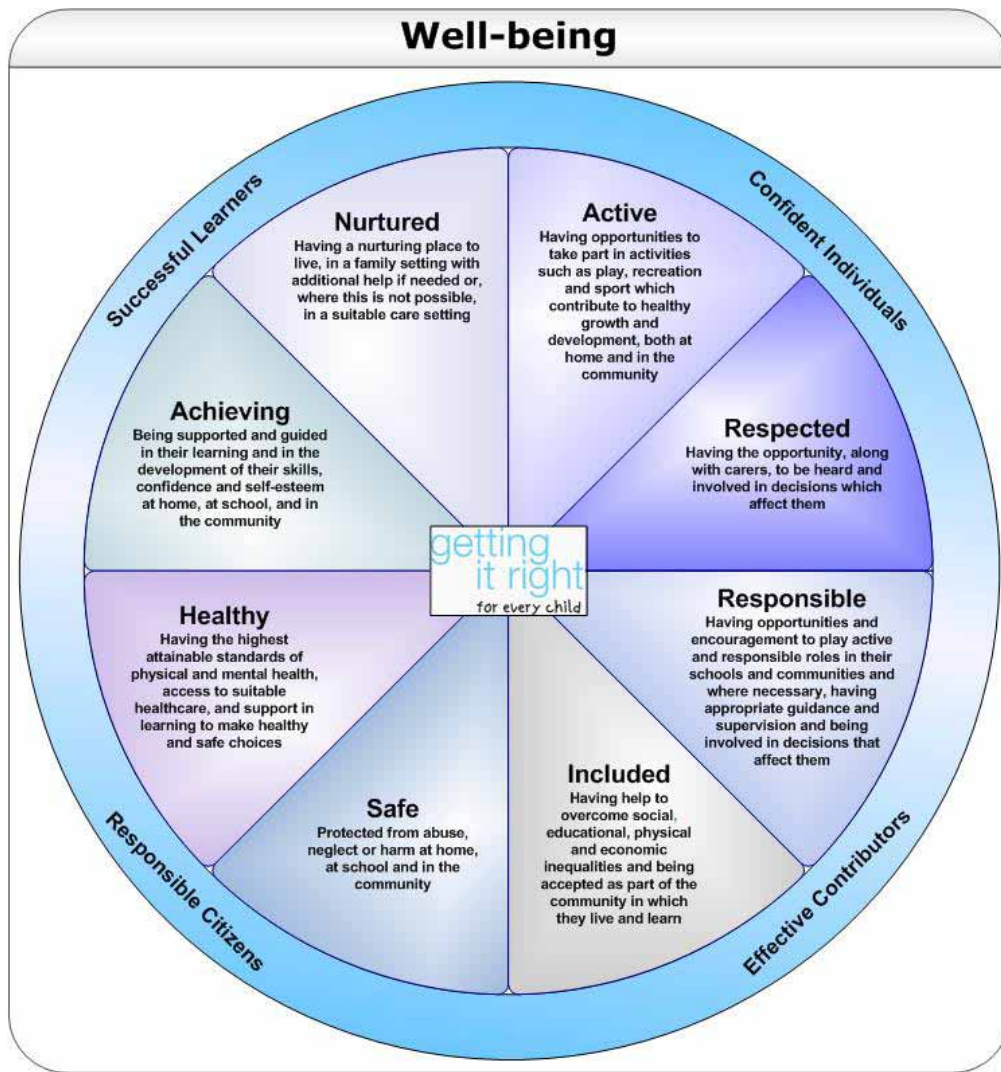 Well-being
Successful Learners
Confident Individuals
Nurtured
Having a nurturing place to
live, in a family setting with
additional help if needed or,
where this is not possible,
in a suitable care setting
Active
Having opportunities to
take part in activities
such as play, recreation
and sport which
contribute to healthy
growth and
development, both at
home and in the
community
Achieving
Being supported and guided
in their learning and in the
development of their skills,
confidence and self-esteem
at home, at school, and in
the community
Respected
Having the opportunity, along
with carers, to be heard and
involved in decisions which
affect them
getting
it right
for every child
Healthy
Having the highest
attainable standards of
physical and mental health,
access to suitable
healthcare, and support in
learning to make healthy
and safe choices
Responsible
Having opportunities and
encouragement to play active
and responsible roles in their
schools and communities and
where necessary, having
appropriate guidance and
supervision and being
involved in decisions that
affect them
Safe
Protected from abuse,
neglect or harm at home,
at school and in the
community
Included
Having help to
overcome social,
educational, physical
and economic
inequalities and being
accepted as part of the
community in which
they live and learn
Responsible Citizens
Effective Contributors